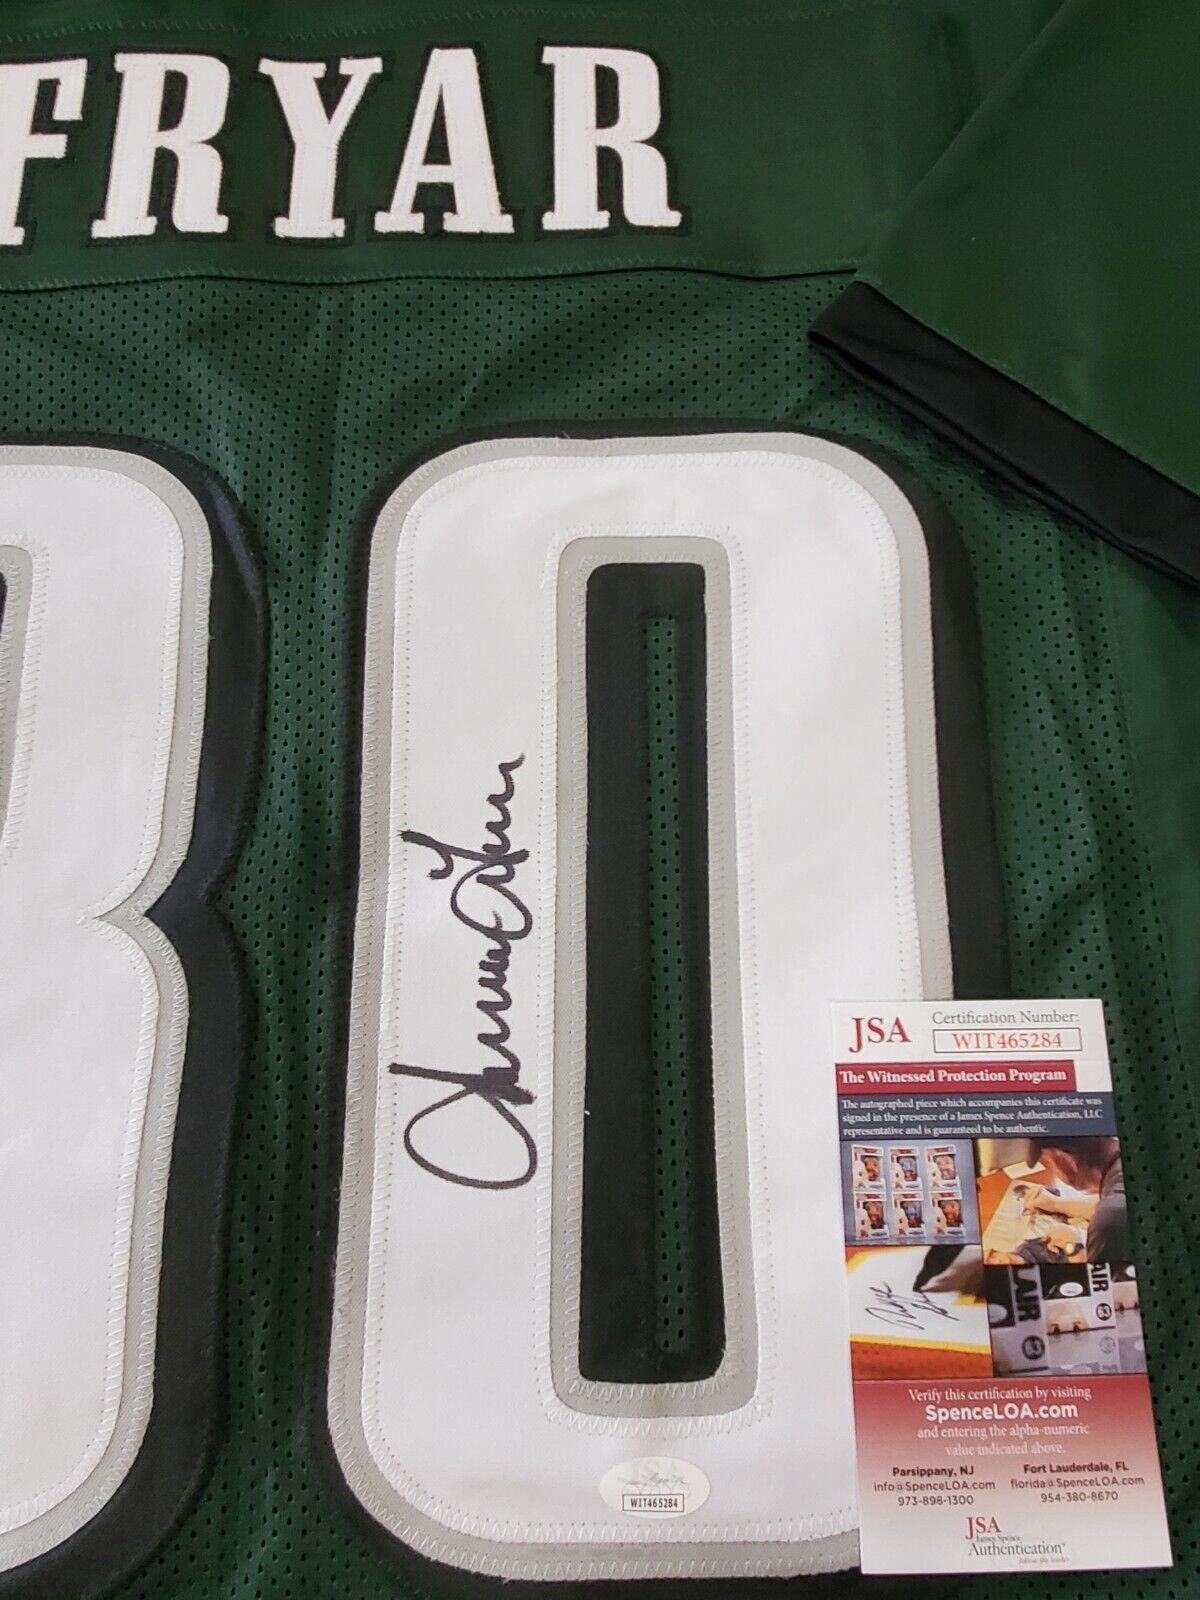 FRYAR
80
JSA
Certification Number:
WIT465284
The Witnessed Protection Program
The autographed piece which accompanies this certificate was
signed in the presence of a James Spence Authentication, LLC
representative and is guaranteed to be authentic.
LAIR
AIR
Verify this certification by visiting
SpenceLOA.com
and entering the alpha-numeric
value indicated above.
Parsippany, NJ
info@SpenceLOA.com
973-898-1300
Fort Lauderdale, FL
florida@SpenceLOA.com
954-380-8670
JSA
James Spence
Authentication
WIT465284